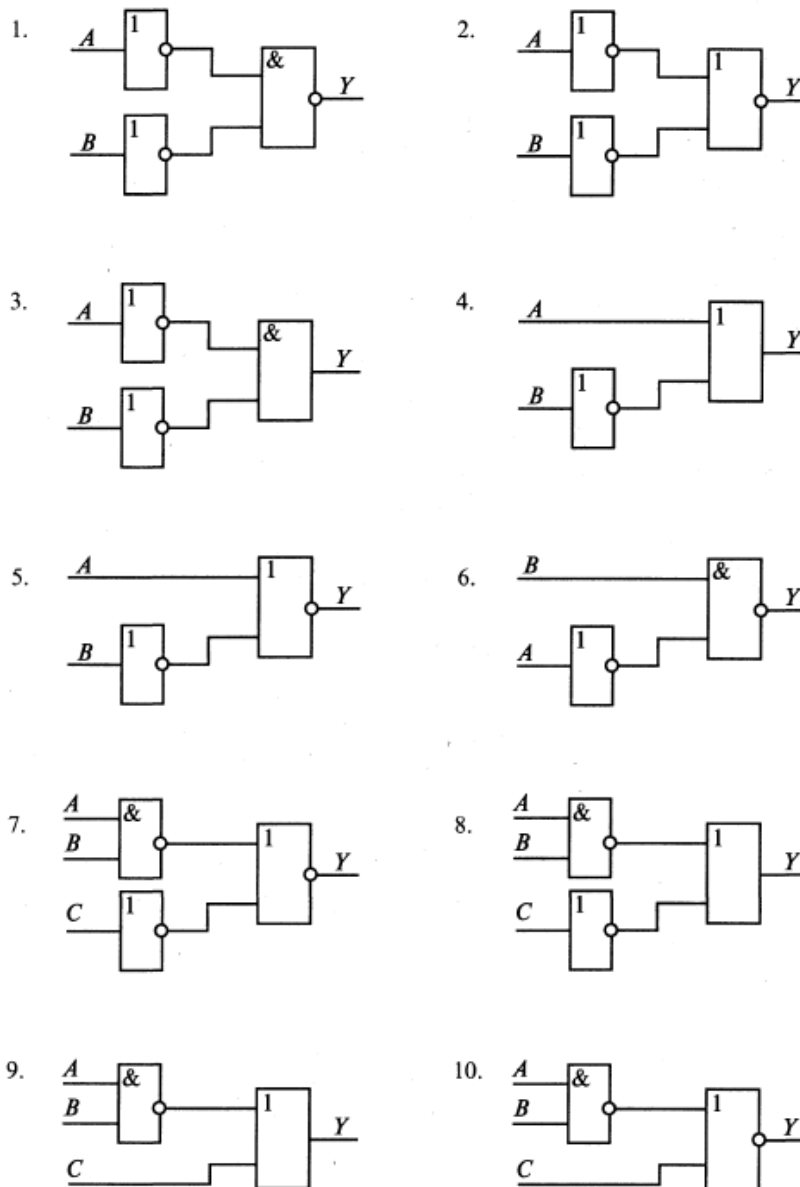 1. A 1 & Y
B 1
2. A 1 1
B 1
3. A 1 & Y
B 1
4. A 1 Y
B 1
5. A 1 Y
B 1
6. B & Y
A 1
7. A & 1 Y
B
C 1
8. A & 1 Y
B
C 1
9. A & 1 Y
B
C
10. A & 1 Y
B
C